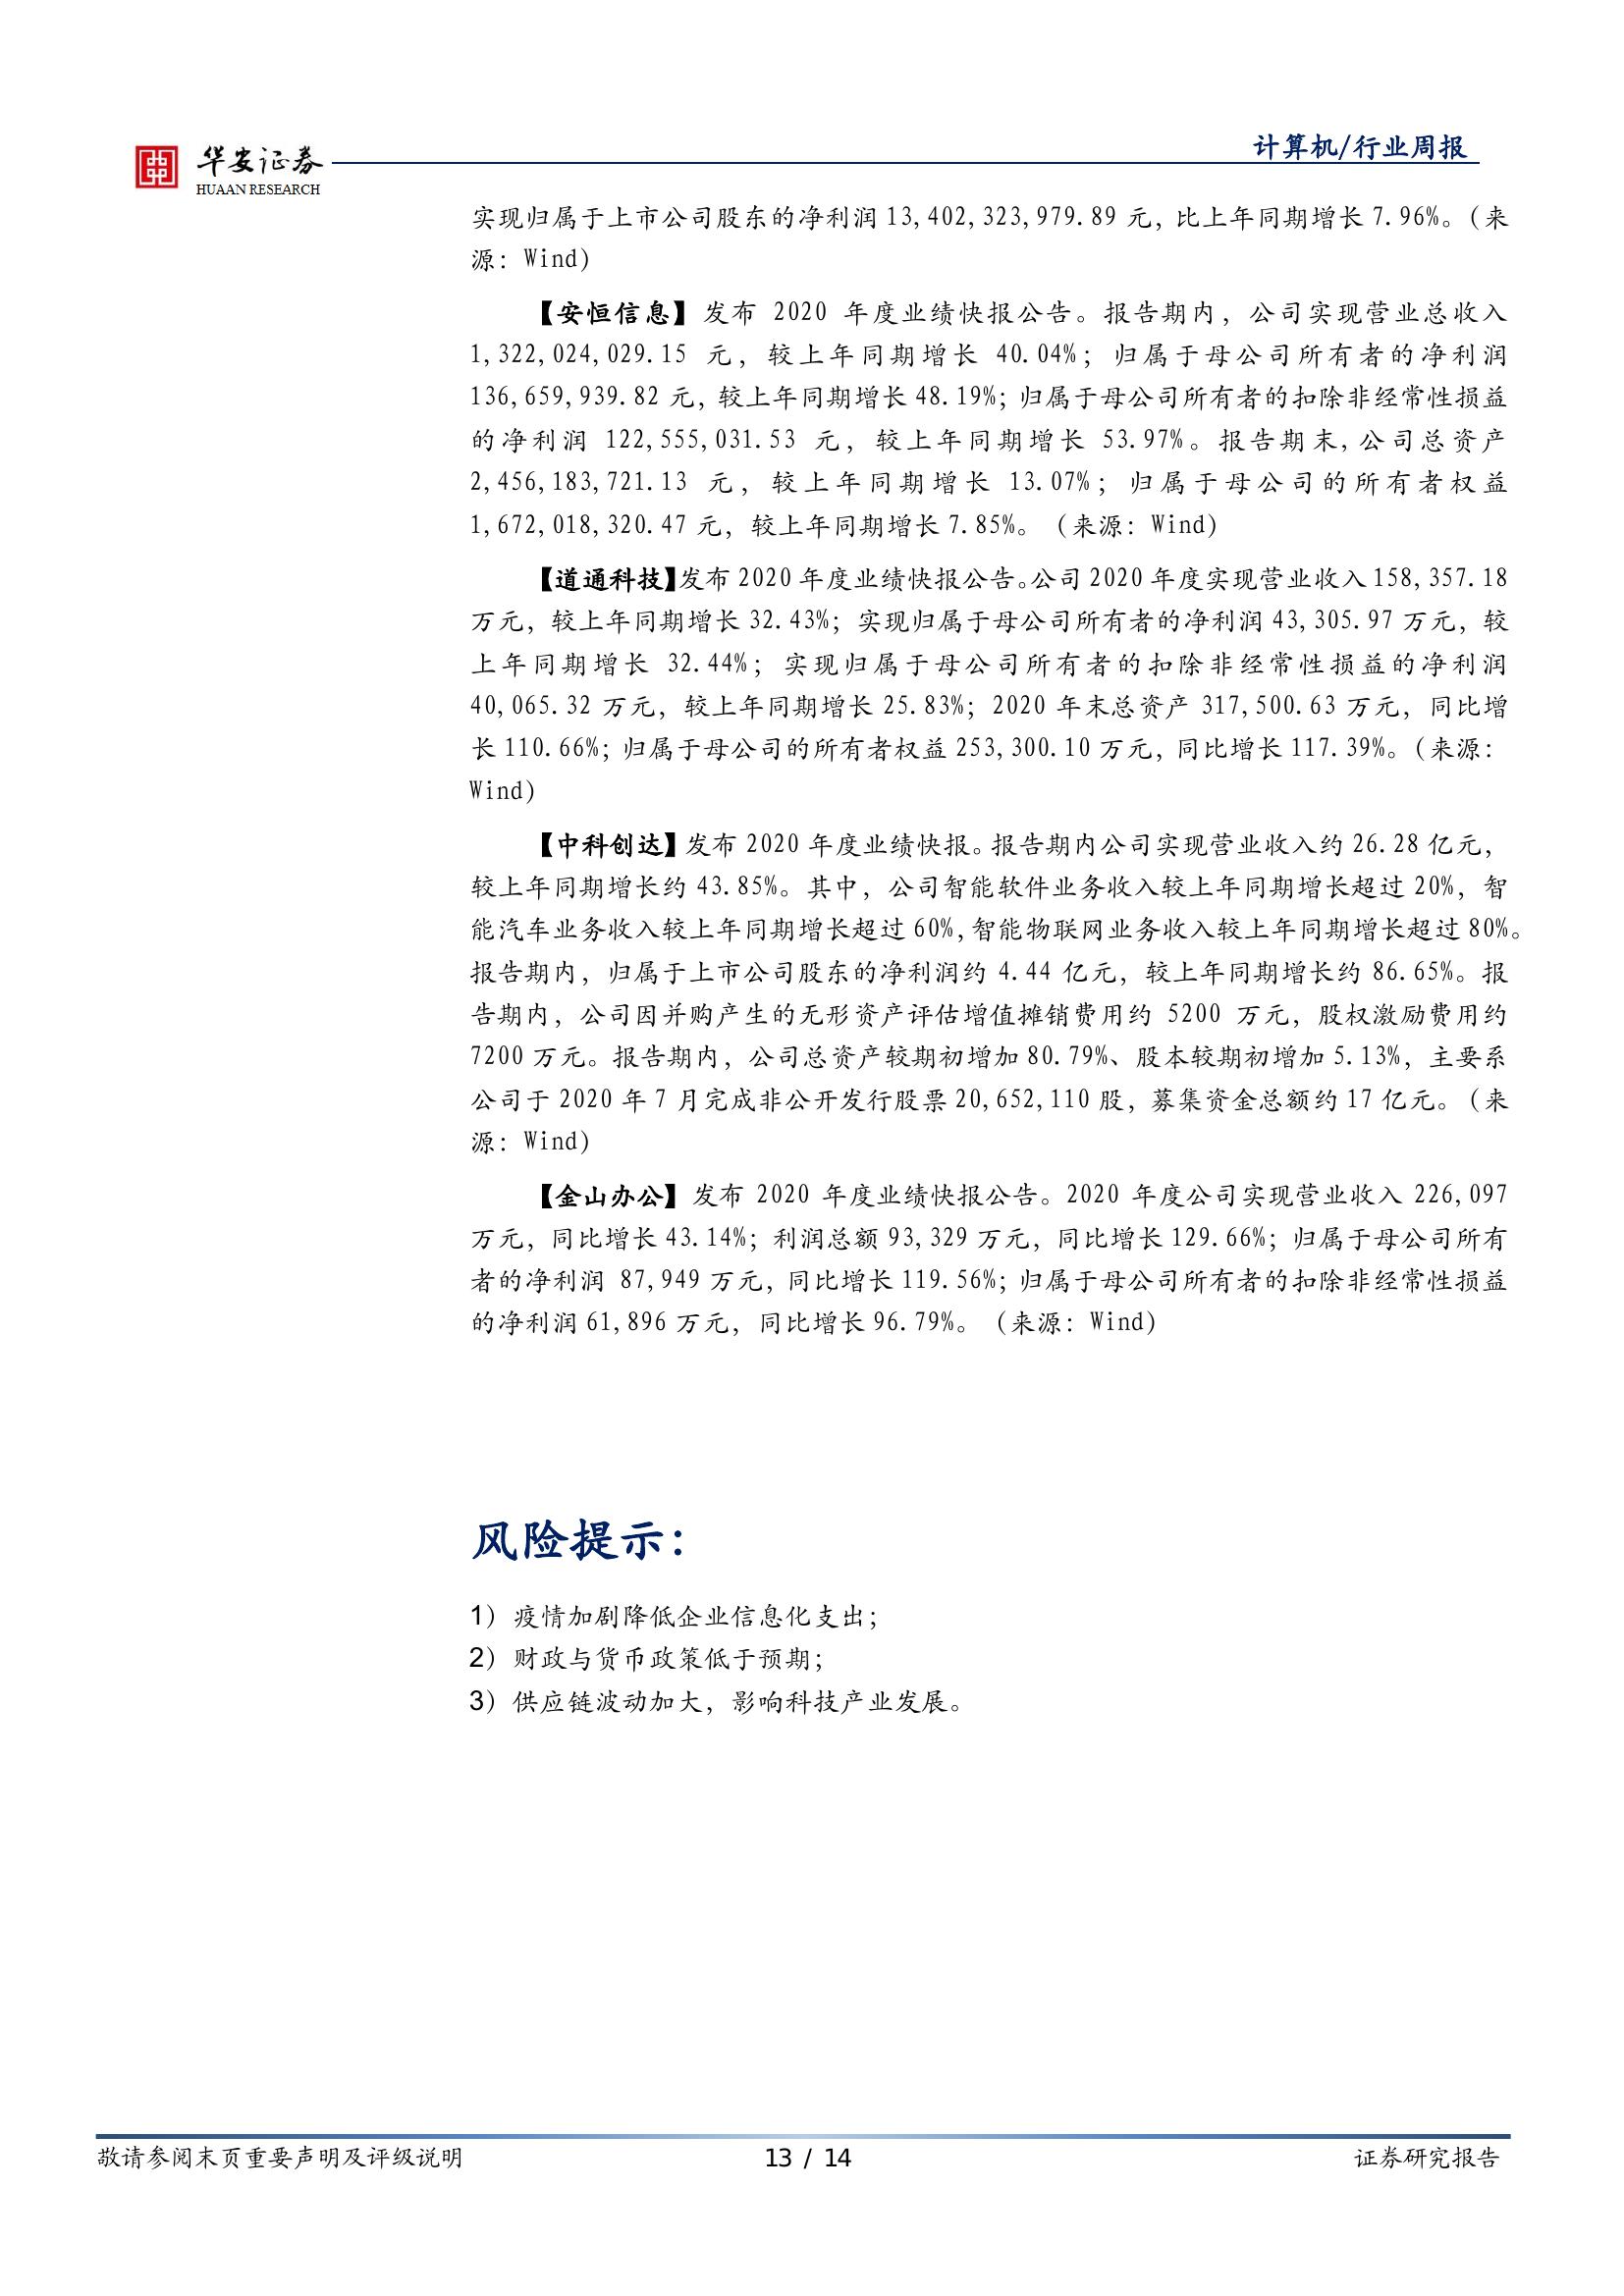 华安证券
HUAAN RESEARCH
计算机/行业周报
实现归属于上市公司股东的净利润 13,402,323,979.89 元,比上年同期增长 7.96%。(来
源:Wind)
【安恒信息】发布 2020 年度业绩快报公告。报告期内,公司实现营业总收入
1,322,024,029.15 元,较上年同期增长 40.04%;归属于母公司所有者的净利润
136,659,939.82 元,较上年同期增长 48.19%;归属于母公司所有者的扣除非经常性损益
的净利润 122,555,031.53 元,较上年同期增长 53.97%。报告期末,公司总资产
2,456,183,721.13 元,较上年同期增长 13.07%;归属于母公司的所有者权益
1,672,018,320.47 元,较上年同期增长 7.85%。(来源:Wind)
【道通科技】发布 2020 年度业绩快报公告。公司 2020 年度实现营业收入 158,357.18
万元,较上年同期增长 32.43%;实现归属于母公司所有者的净利润 43,305.97 万元,较
上年同期增长 32.44%;实现归属于母公司所有者的扣除非经常性损益的净利润
40,065.32 万元,较上年同期增长 25.83%;2020 年末总资产 317,500.63 万元,同比增
长 110.66%;归属于母公司的所有者权益 253,300.10 万元,同比增长 117.39%。(来源:
Wind)
【中科创达】发布 2020 年度业绩快报。报告期内公司实现营业收入约 26.28 亿元,
较上年同期增长约 43.85%。其中,公司智能软件业务收入较上年同期增长超过 20%,智
能汽车业务收入较上年同期增长超过 60%,智能物联网业务收入较上年同期增长超过 80%。
报告期内,归属于上市公司股东的净利润约 4.44 亿元,较上年同期增长约 86.65%。报
告期内,公司因并购产生的无形资产评估增值摊销费用约 5200 万元,股权激励费用约
7200 万元。报告期内,公司总资产较期初增加 80.79%、股本较期初增加 5.13%,主要系
公司于 2020 年 7 月完成非公开发行股票 20,652,110 股,募集资金总额约 17 亿元。(来
源:Wind)
【金山办公】发布 2020 年度业绩快报公告。2020 年度公司实现营业收入 226,097
万元,同比增长 43.14%;利润总额 93,329 万元,同比增长 129.66%;归属于母公司所有
者的净利润 87,949 万元,同比增长 119.56%;归属于母公司所有者的扣除非经常性损益
的净利润 61,896 万元,同比增长 96.79%。(来源:Wind)
风险提示:
1)疫情加剧降低企业信息化支出;
2)财政与货币政策低于预期;
3)供应链波动加大,影响科技产业发展。
敬请参阅末页重要声明及评级说明
13 / 14
证券研究报告